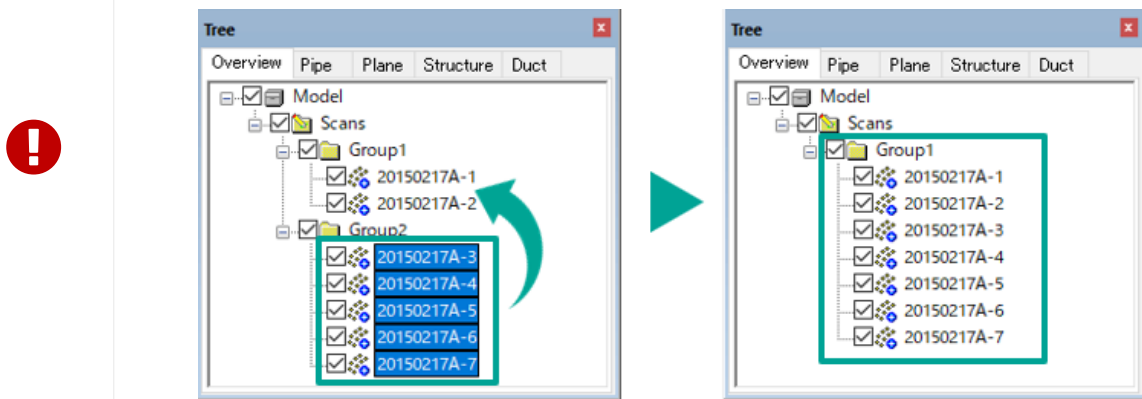 Tree
Overview Pipe Plane Structure Duct
Model
Scans
Group1
20150217A-1
20150217A-2
Group2
20150217A-3
20150217A-4
20150217A-5
20150217A-6
20150217A-7
Tree
Overview Pipe Plane Structure Duct
Model
Scans
Group1
20150217A-1
20150217A-2
20150217A-3
20150217A-4
20150217A-5
20150217A-6
20150217A-7